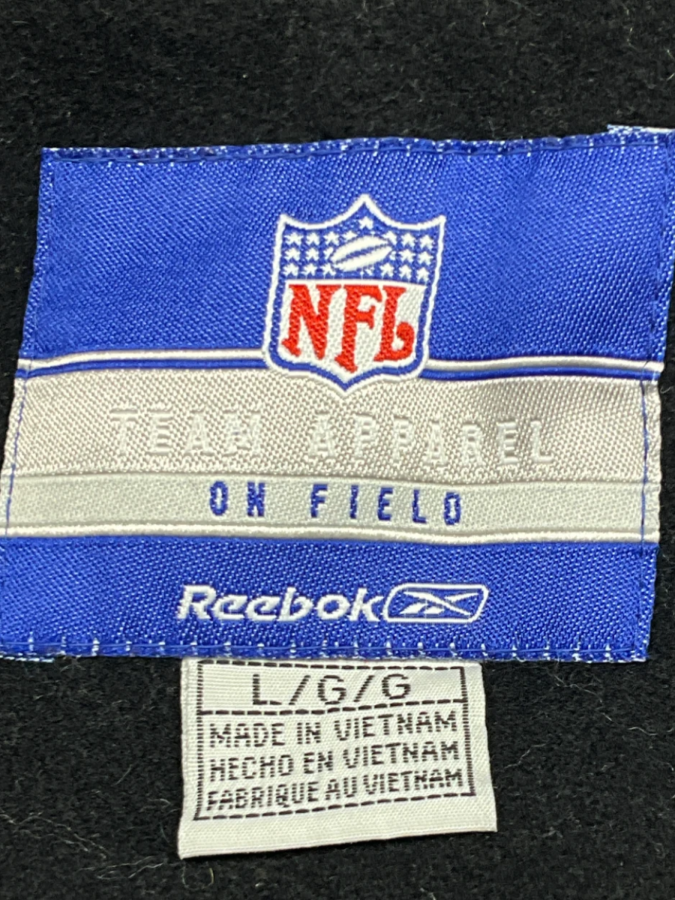 NFL
TEAM APPAREL
ON FIELD
Reebok
L/G/G
MADE IN VIETNAM
HECHO EN VIETNAM
FABRIQUE AU VIETNAM